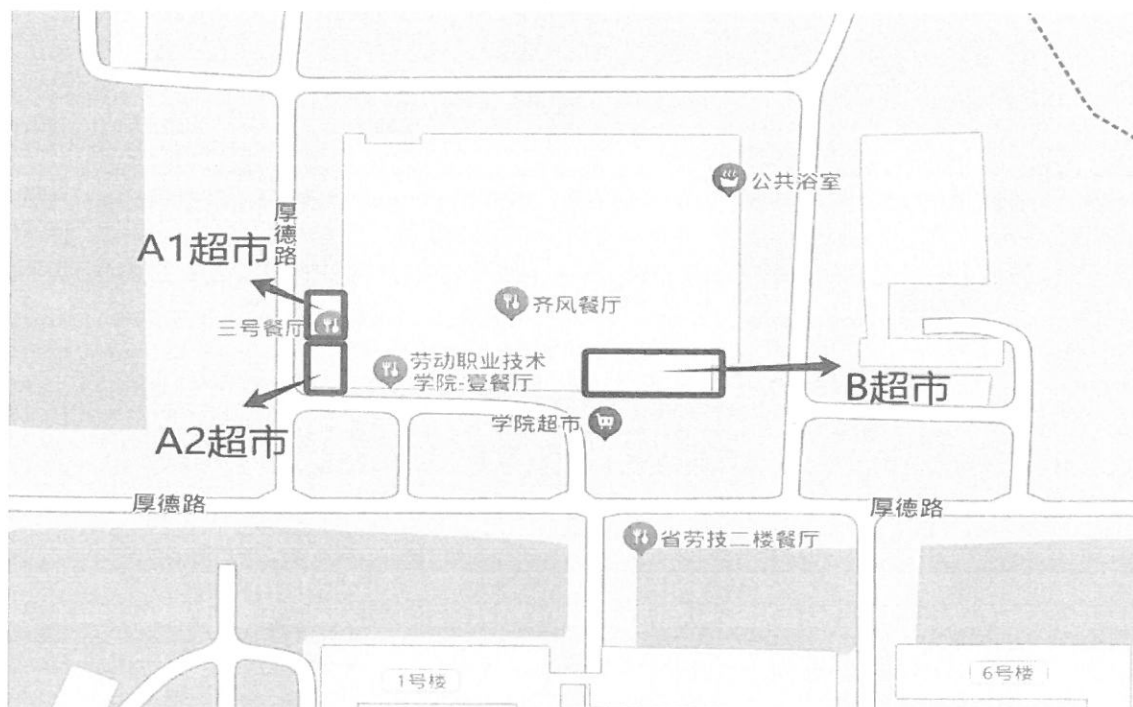 公共浴室
厚德路
A1超市
齐风餐厅
三号餐厅
劳动职业技术
学院-壹餐厅
B超市
学院超市
A2超市
厚德路
厚德路
省劳技二楼餐厅
1号楼
6号楼